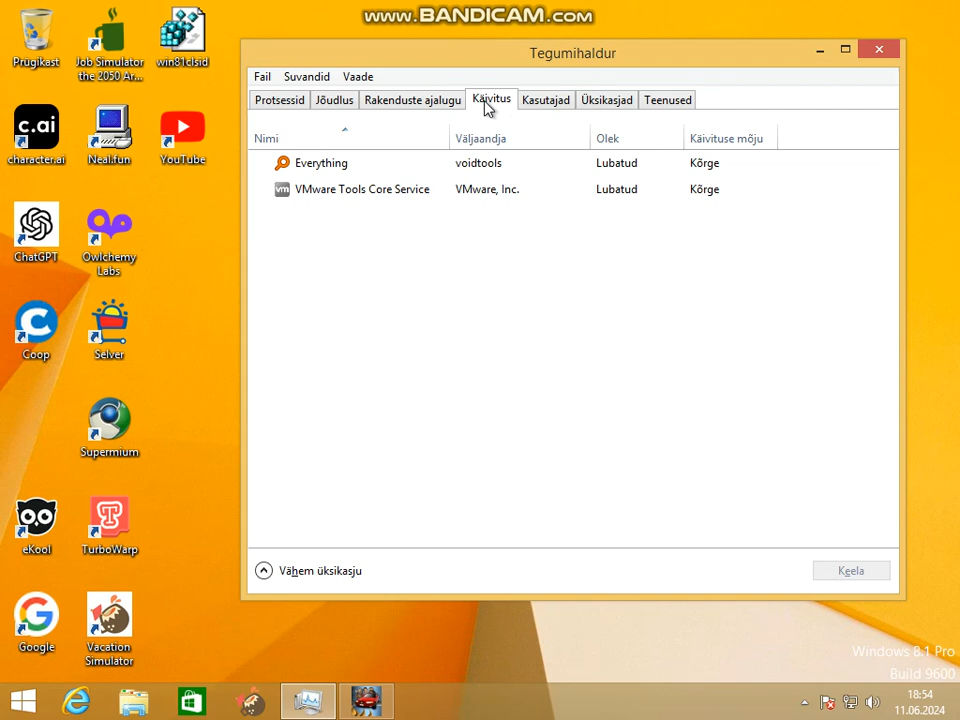 www.BANDICAM.com
Prügikast
Job Simulator
the 2050 Ar...
win81clsid
c.ai
character.ai
Neal.fun
YouTube
ChatGPT
Owlchemy
Labs
Coop
Selver
Supermium
eKool
TurboWarp
Google
Vacation
Simulator
Tegumihaldur
Fail Suvandid Vaade
Protsessid Jõudlus Rakenduste ajalugu Käivitus Kasutajad Üksikasjad Teenused
Nimi Väljaandja Olek Käivituse mõju
Everything voidtools Lubatud Kõrge
vm VMware Tools Core Service VMware, Inc. Lubatud Kõrge
Vähem üksikasju
Keela
Windows 8.1 Pro
Build 9600
18:54
11.06.2024